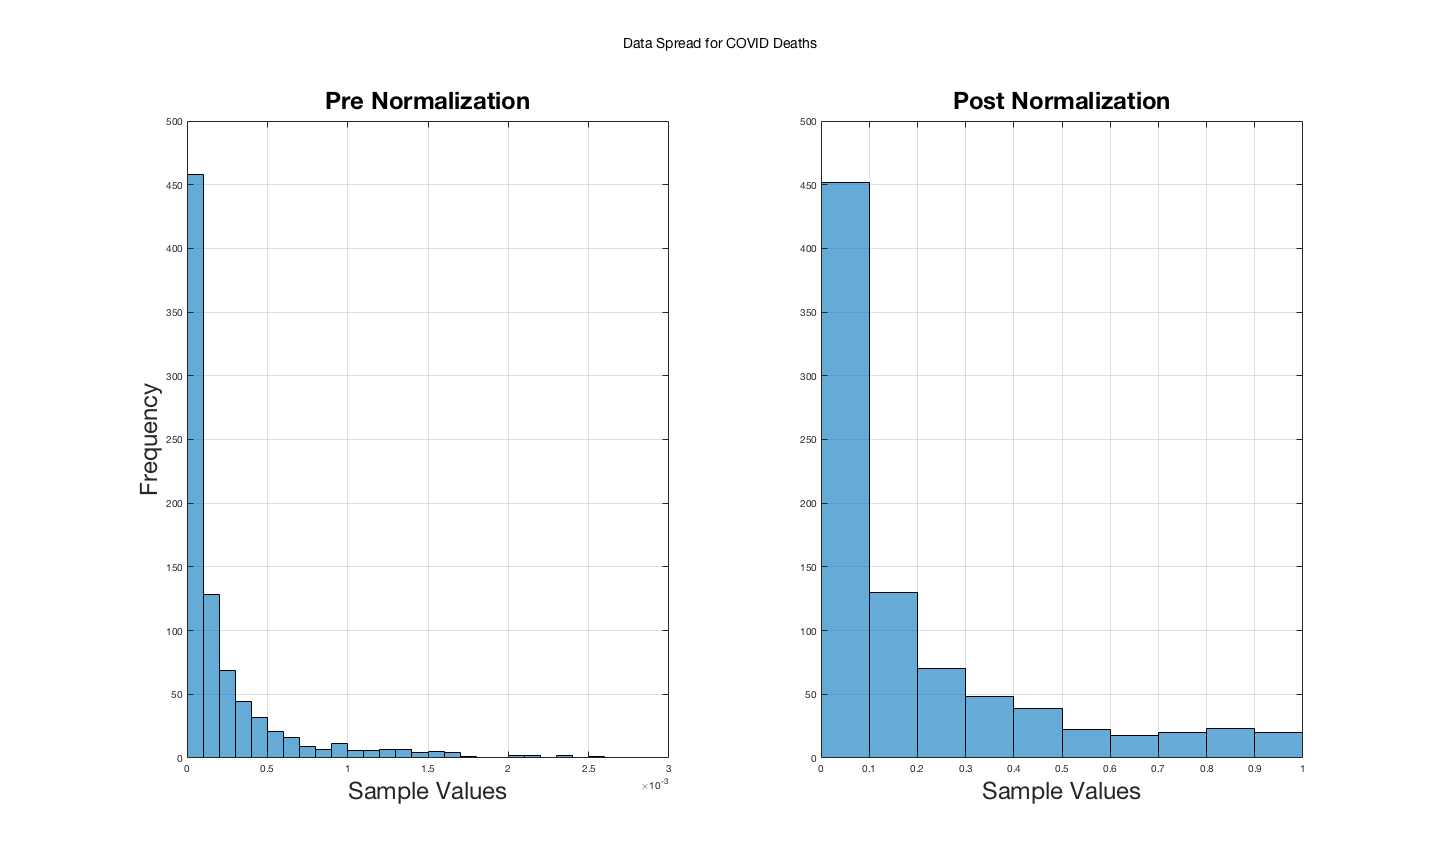 Data Spread for COVID Deaths
Pre Normalization
500
450
400
350
300
250
200
150
100
50
0
Frequency
0 0.5 1 1.5 2 2.5 3
×10⁻³
Sample Values
Post Normalization
500
450
400
350
300
250
200
150
100
50
0
0 0.1 0.2 0.3 0.4 0.5 0.6 0.7 0.8 0.9 1
Sample Values